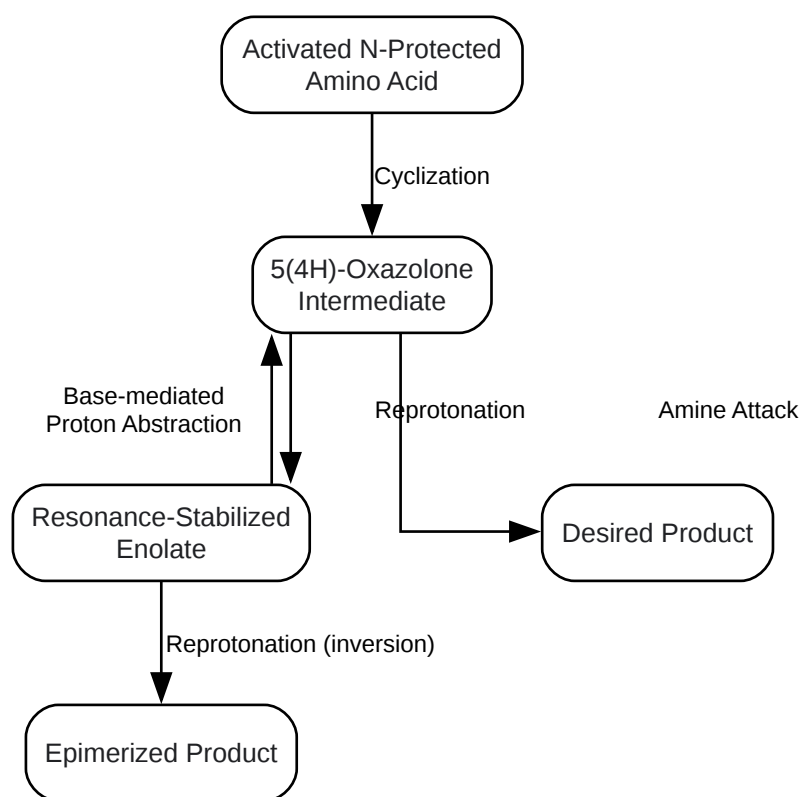 Activated N-Protected
Amino Acid
Cyclization
5(4H)-Oxazolone
Intermediate
Base-mediated
Proton Abstraction
Reprotonation
Amine Attack
Resonance-Stabilized
Enolate
Desired Product
Reprotonation (inversion)
Epimerized Product